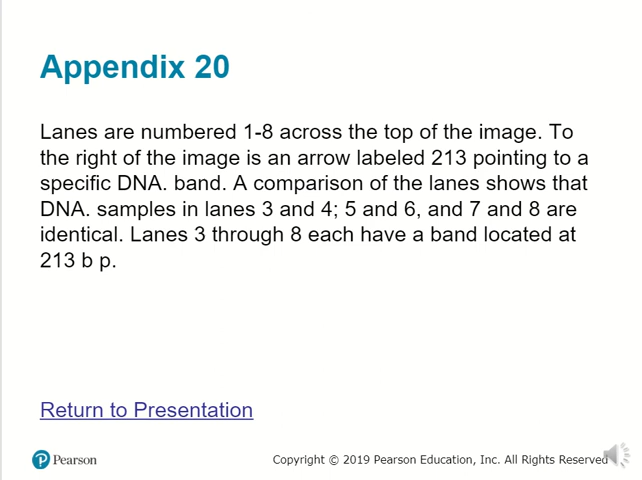 Appendix 20
Lanes are numbered 1-8 across the top of the image. To
the right of the image is an arrow labeled 213 pointing to a
specific DNA. band. A comparison of the lanes shows that
DNA. samples in lanes 3 and 4; 5 and 6, and 7 and 8 are
identical. Lanes 3 through 8 each have a band located at
213 b p.
Return to Presentation
Pearson
Copyright © 2019 Pearson Education, Inc. All Rights Reserved